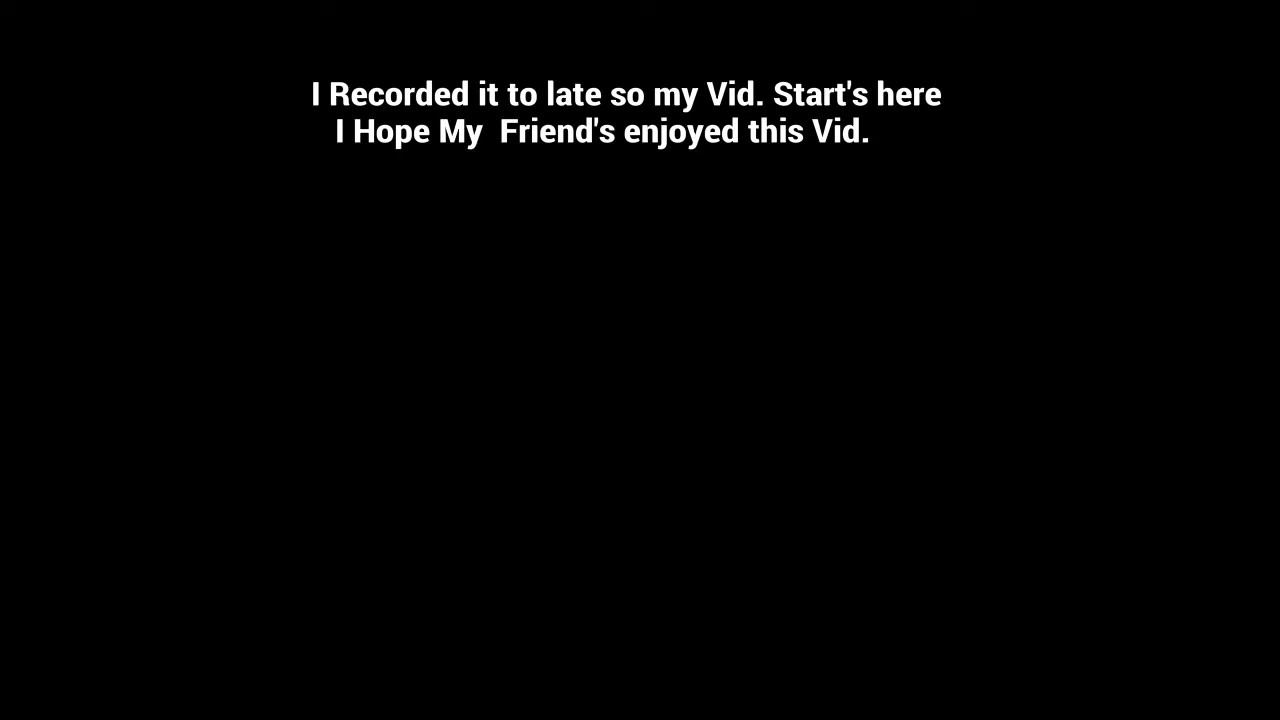 I Recorded it to late so my Vid. Start's here
I Hope My  Friend's enjoyed this Vid.